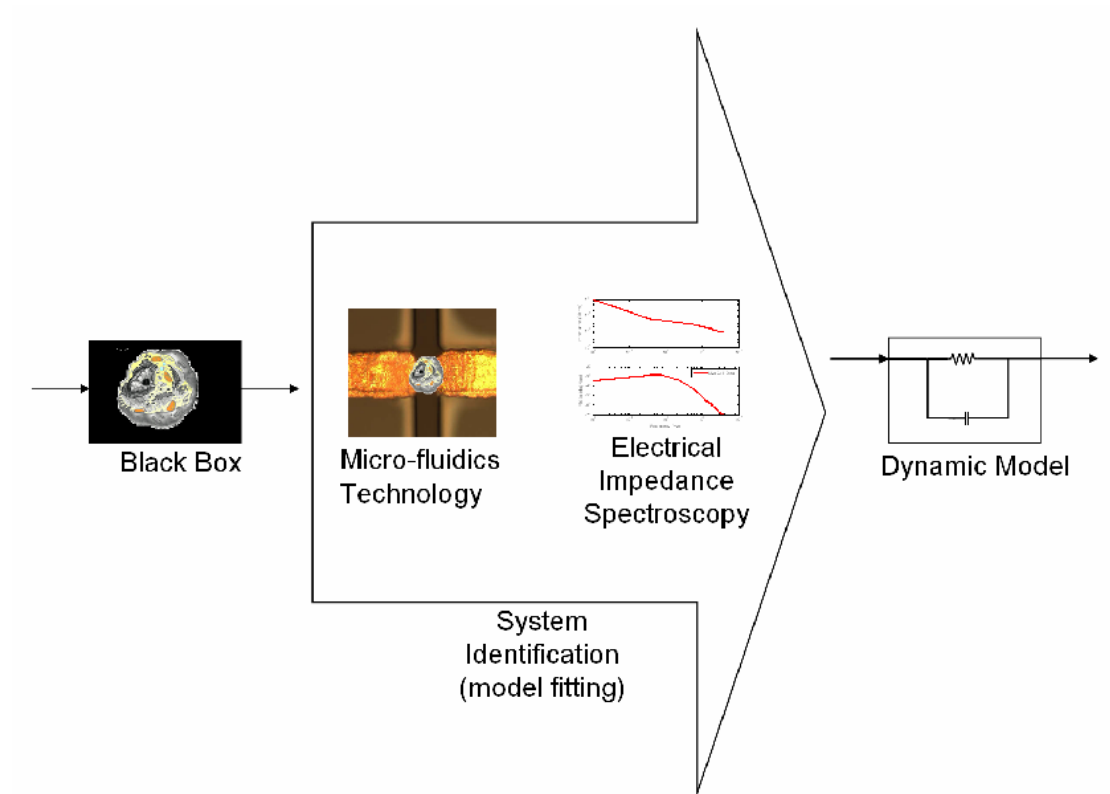 Black Box
Micro-fluidics
Technology
Electrical
Impedance
Spectroscopy
Dynamic Model
System
Identification
(model fitting)